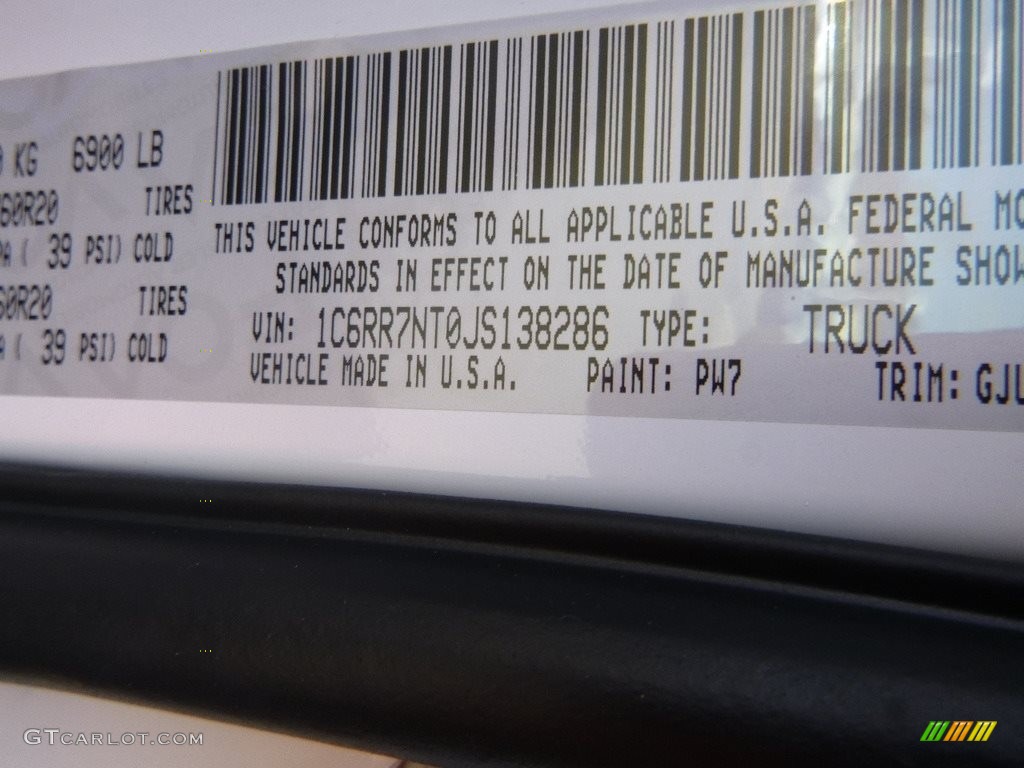 KG 6900 LB
60R20 TIRES
( 39 PSI) COLD
60R20 TIRES
( 39 PSI) COLD
THIS VEHICLE CONFORMS TO ALL APPLICABLE U.S.A. FEDERAL MO
STANDARDS IN EFFECT ON THE DATE OF MANUFACTURE SHOW
VIN: 1C6RR7NT0JS138286 TYPE: TRUCK
VEHICLE MADE IN U.S.A. PAINT: PW7 TRIM: GJL
GTCARLOT.COM